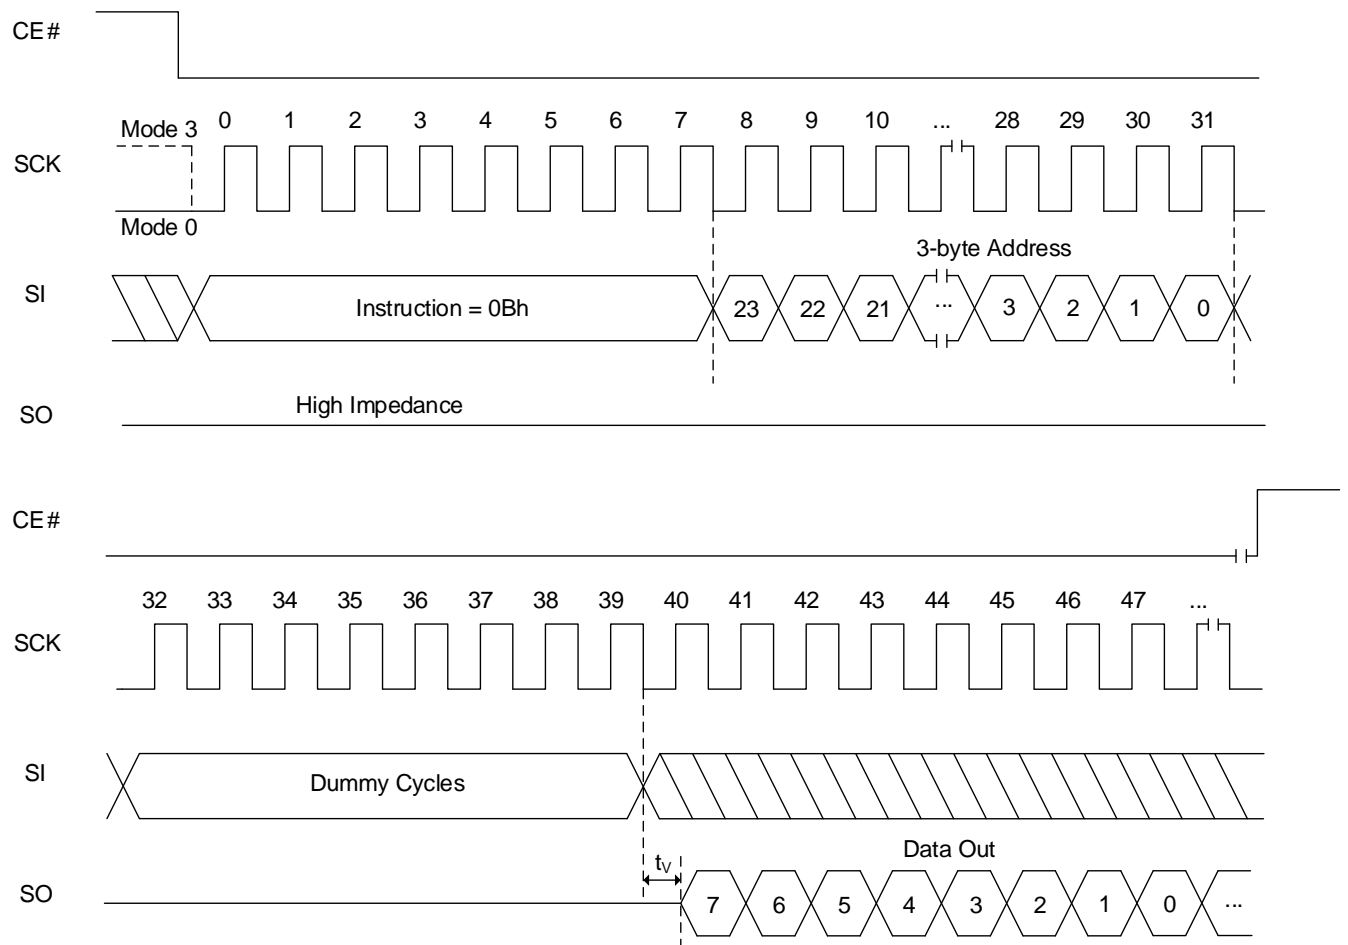 CE#
Mode 3 0 1 2 3 4 5 6 7 8 9 10 ... 28 29 30 31
SCK
Mode 0
3-byte Address
SI Instruction = 0Bh 23 22 21 ... 3 2 1 0
SO High Impedance
CE#
32 33 34 35 36 37 38 39 40 41 42 43 44 45 46 47 ...
SCK
SI Dummy Cycles
Data Out
tV
SO 7 6 5 4 3 2 1 0 ...